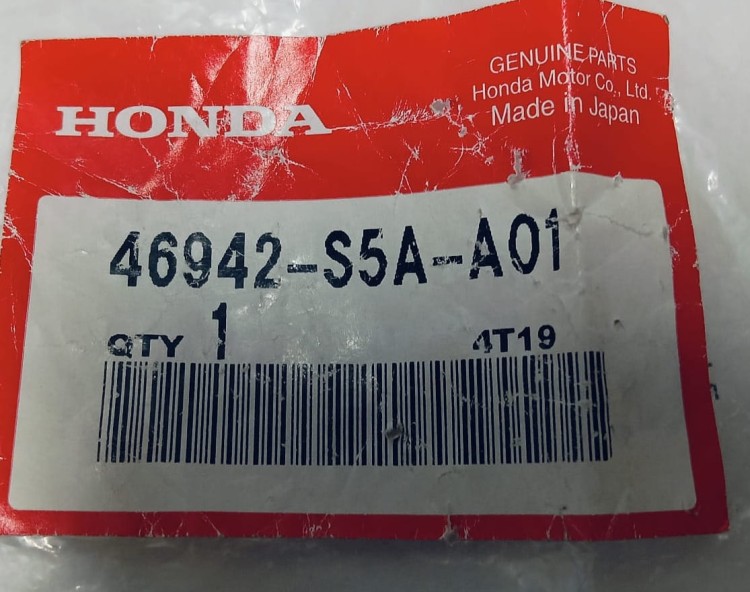 HONDA
GENUINE PARTS
Honda Motor Co., Ltd.
Made in Japan
46942-S5A-A01
QTY 1
4T19